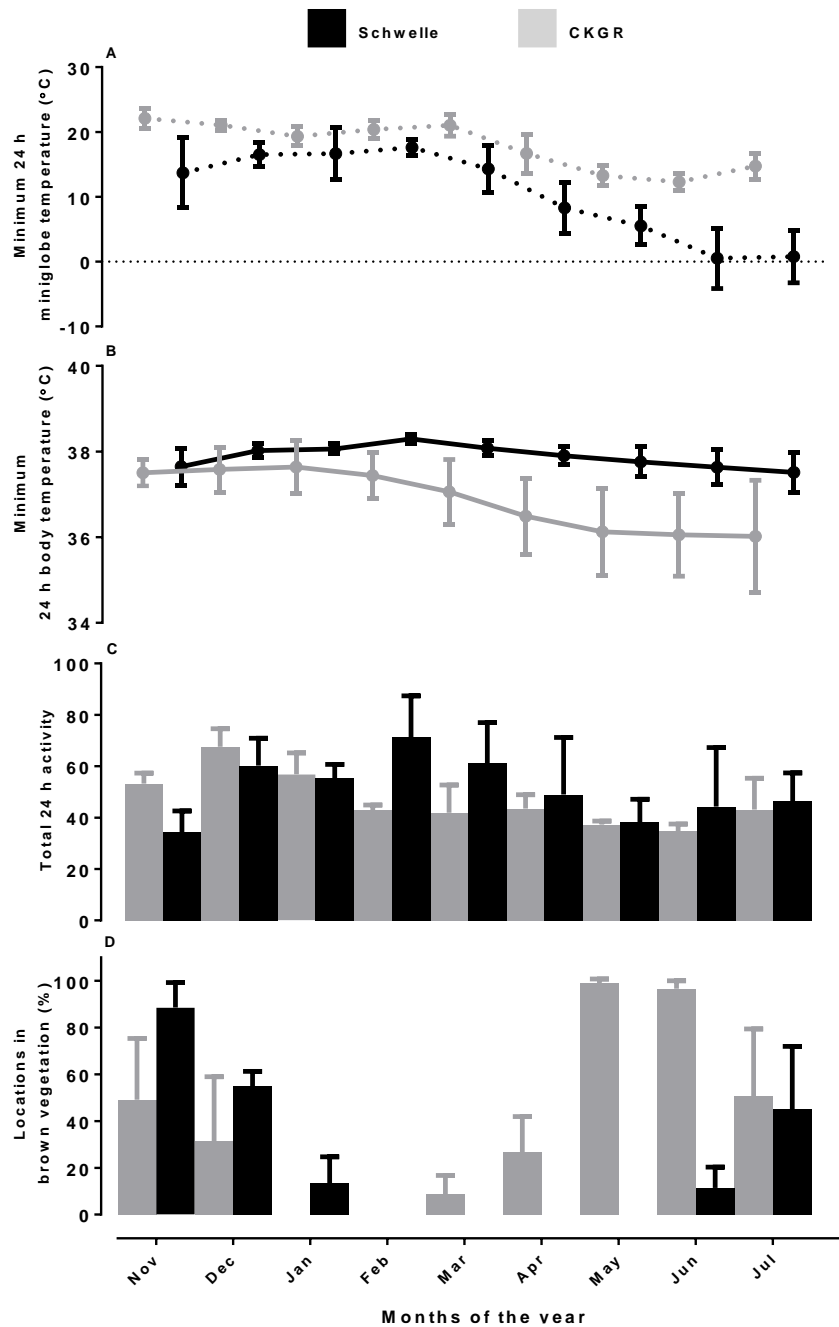 Schwelle CKGR
A
Minimum 24 h
miniglobe temperature (ºC)
30
20
10
0
-10
B
Minimum
24 h body temperature (ºC)
40
38
36
34
C
Total 24 h activity
100
80
60
40
20
0
D
Locations in
brown vegetation (%)
100
80
60
40
20
0
Nov Dec Jan Feb Mar Apr May Jun Jul
Months of the year